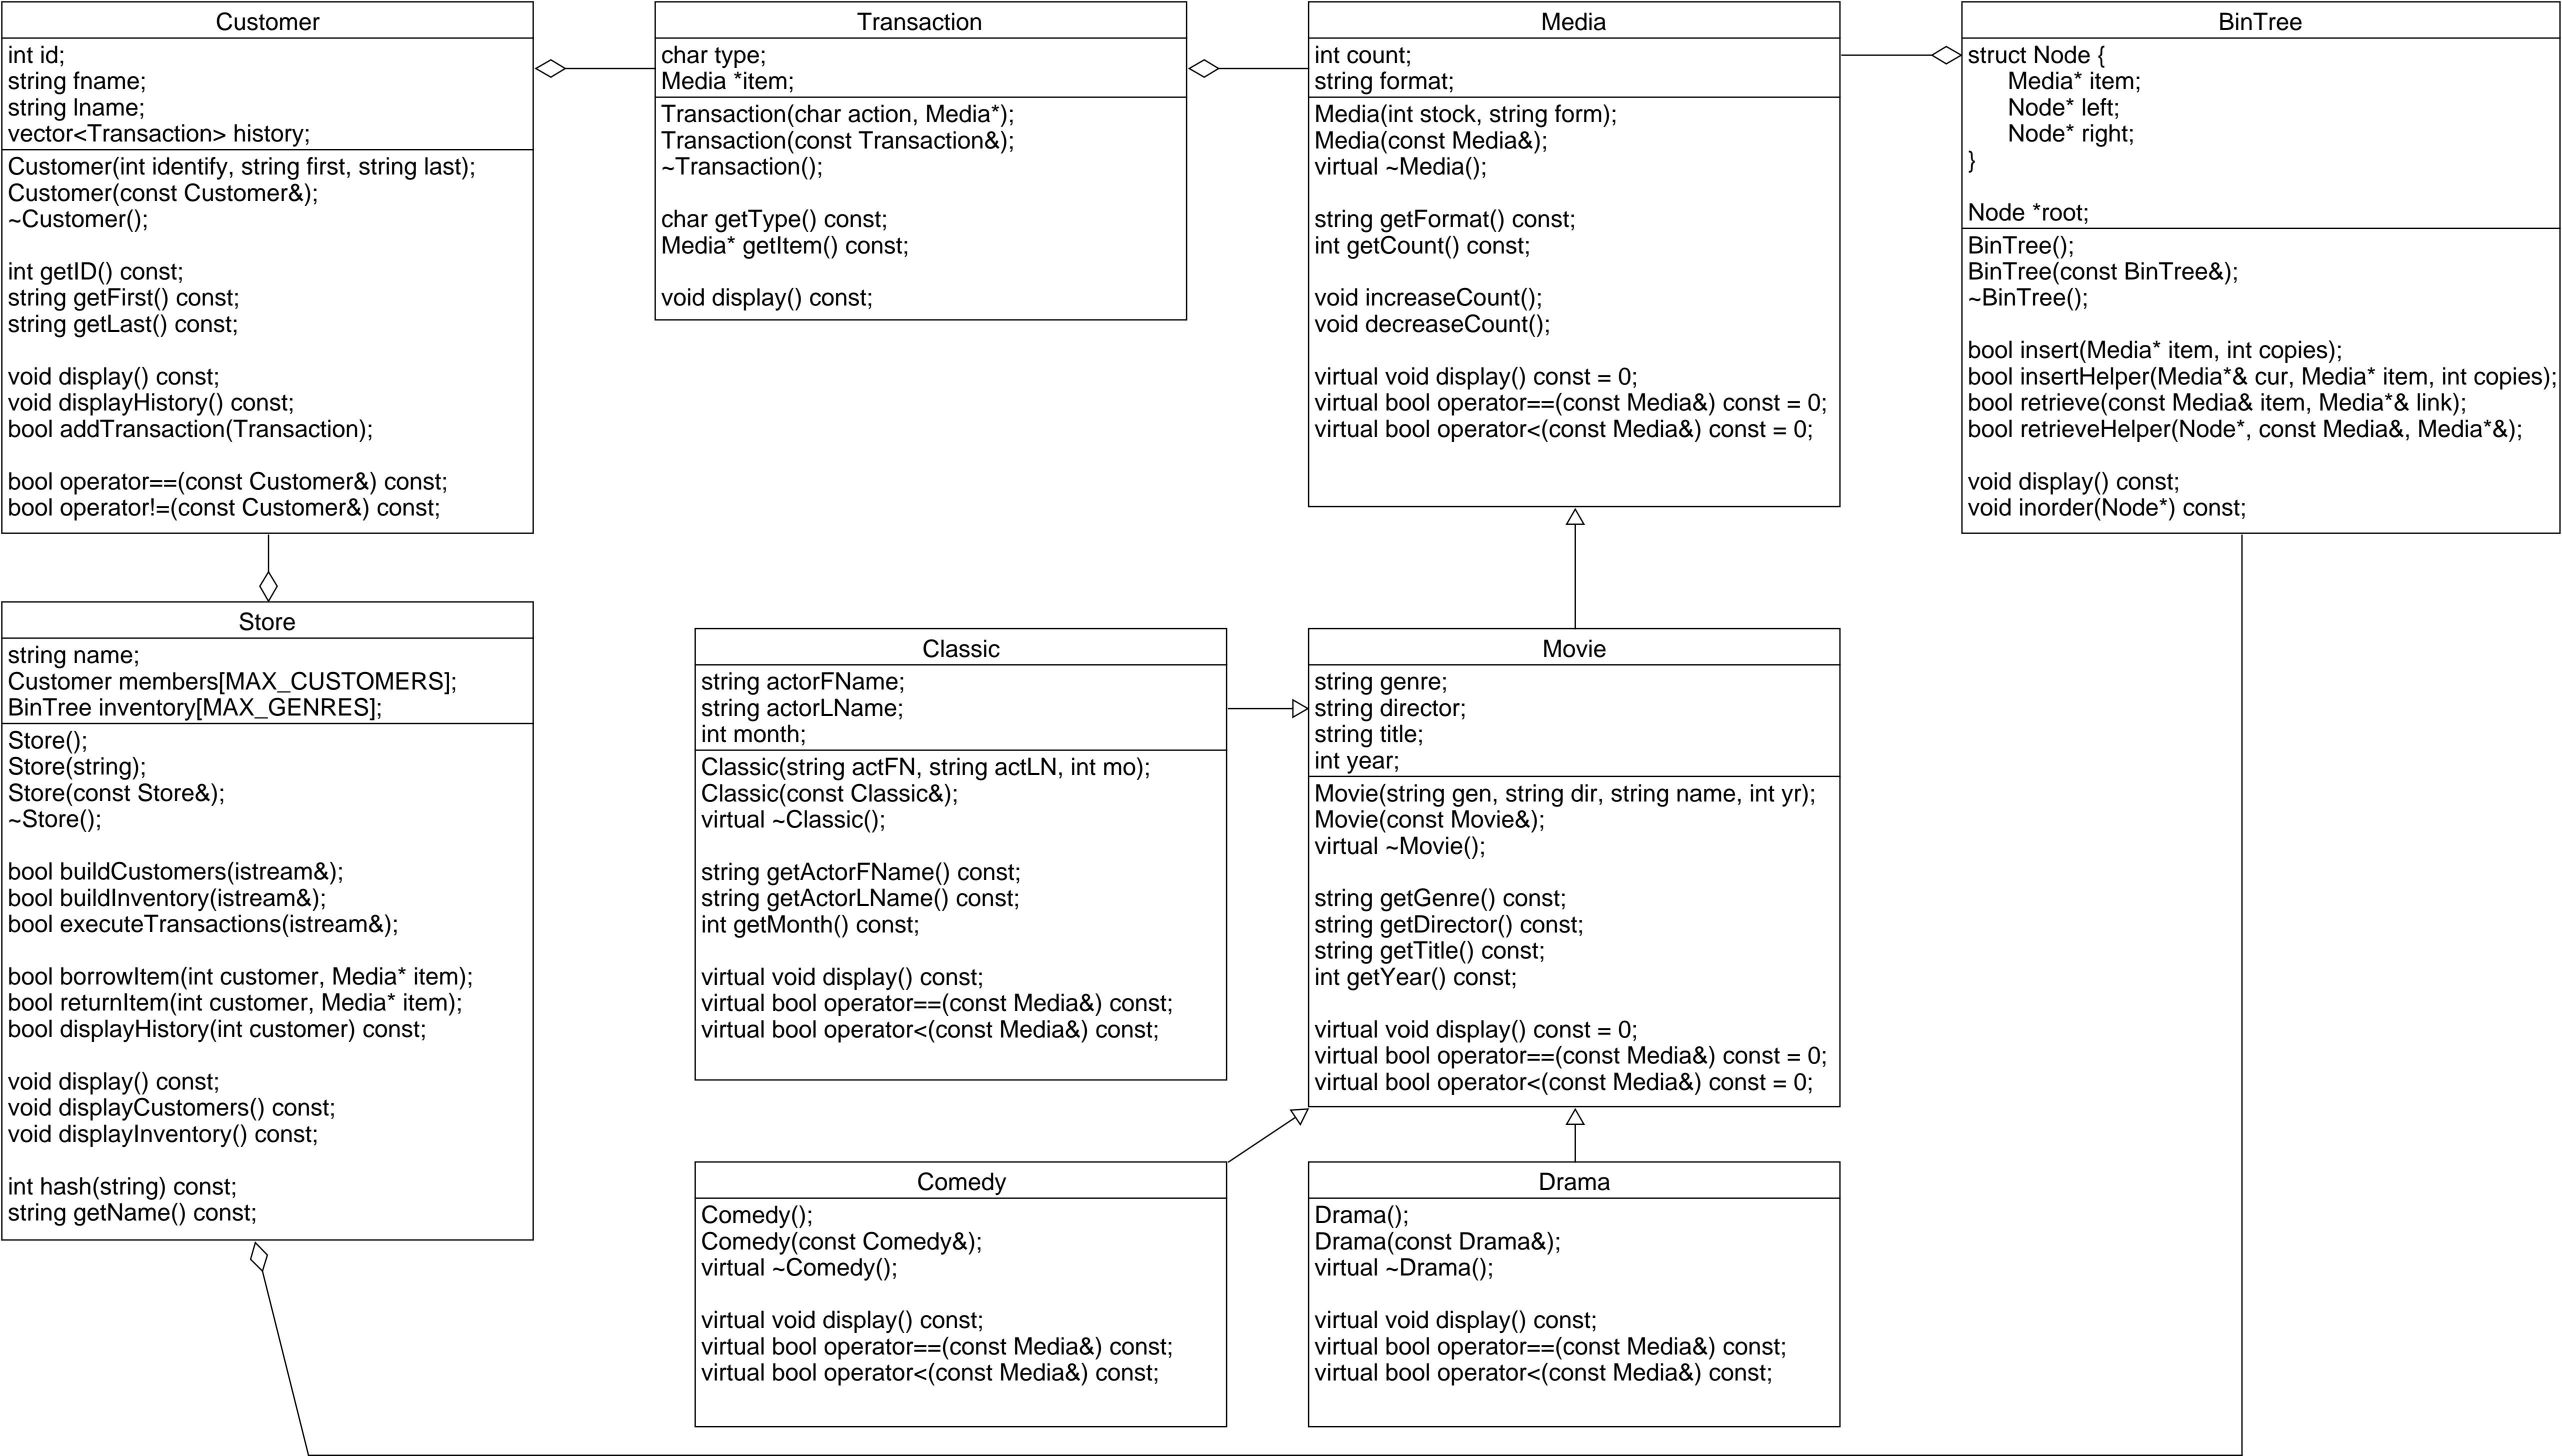 Customer
int id;
string fname;
string lname;
vector<Transaction> history;
Customer(int identify, string first, string last);
Customer(const Customer&);
~Customer();
int getID() const;
string getFirst() const;
string getLast() const;
void display() const;
void displayHistory() const;
bool addTransaction(Transaction);
bool operator==(const Customer&) const;
bool operator!=(const Customer&) const;
Transaction
char type;
Media *item;
Transaction(char action, Media*);
Transaction(const Transaction&);
~Transaction();
char getType() const;
Media* getItem() const;
void display() const;
Media
int count;
string format;
Media(int stock, string form);
Media(const Media&);
virtual ~Media();
string getFormat() const;
int getCount() const;
void increaseCount();
void decreaseCount();
virtual void display() const = 0;
virtual bool operator==(const Media&) const = 0;
virtual bool operator<(const Media&) const = 0;
BinTree
struct Node {
Media* item;
Node* left;
Node* right;
}
Node *root;
BinTree();
BinTree(const BinTree&);
~BinTree();
bool insert(Media* item, int copies);
bool insertHelper(Media*& cur, Media* item, int copies);
bool retrieve(const Media& item, Media*& link);
bool retrieveHelper(Node*, const Media&, Media*&);
void display() const;
void inorder(Node*) const;
Store
string name;
Customer members[MAX_CUSTOMERS];
BinTree inventory[MAX_GENRES];
Store();
Store(string);
Store(const Store&);
~Store();
bool buildCustomers(istream&);
bool buildInventory(istream&);
bool executeTransactions(istream&);
bool borrowItem(int customer, Media* item);
bool returnItem(int customer, Media* item);
bool displayHistory(int customer) const;
void display() const;
void displayCustomers() const;
void displayInventory() const;
int hash(string) const;
string getName() const;
Classic
string actorFName;
string actorLName;
int month;
Classic(string actFN, string actLN, int mo);
Classic(const Classic&);
virtual ~Classic();
string getActorFName() const;
string getActorLName() const;
int getMonth() const;
virtual void display() const;
virtual bool operator==(const Media&) const;
virtual bool operator<(const Media&) const;
Movie
string genre;
string director;
string title;
int year;
Movie(string gen, string dir, string name, int yr);
Movie(const Movie&);
virtual ~Movie();
string getGenre() const;
string getDirector() const;
string getTitle() const;
int getYear() const;
virtual void display() const = 0;
virtual bool operator==(const Media&) const = 0;
virtual bool operator<(const Media&) const = 0;
Comedy
Comedy();
Comedy(const Comedy&);
virtual ~Comedy();
virtual void display() const;
virtual bool operator==(const Media&) const;
virtual bool operator<(const Media&) const;
Drama
Drama();
Drama(const Drama&);
virtual ~Drama();
virtual void display() const;
virtual bool operator==(const Media&) const;
virtual bool operator<(const Media&) const;